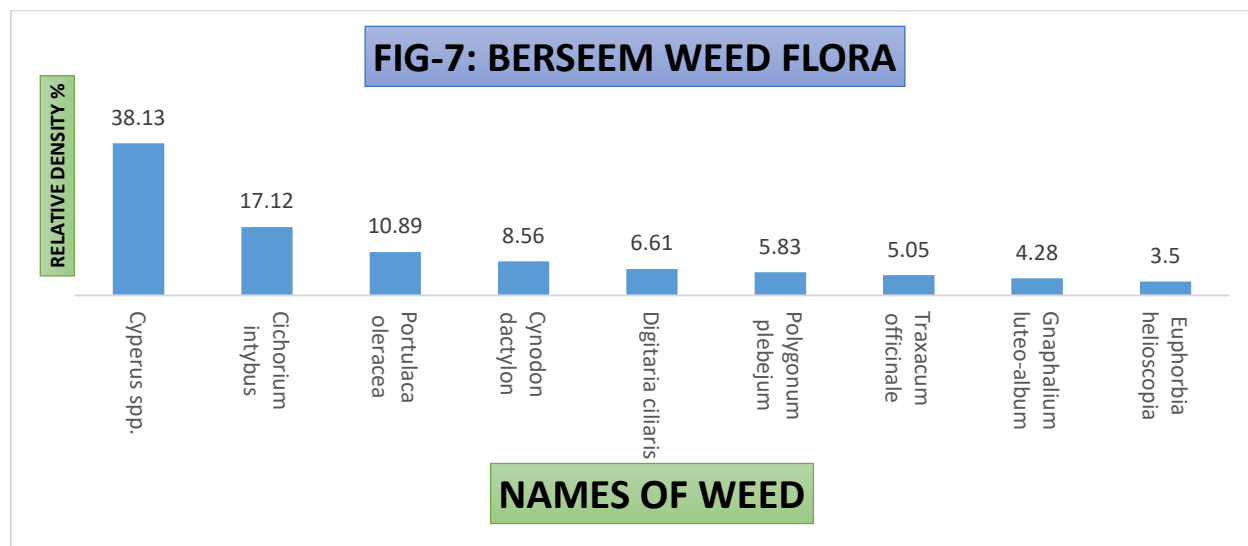 FIG-7: BERSEEM WEED FLORA
RELATIVE DENSITY %
38.13
17.12
10.89
8.56
6.61
5.83
5.05
4.28
3.5
Cyperus spp.
Cichorium
intybus
Portulaca
oleracea
Cynodon
dactylon
Digitaria ciliaris
Polygonum
plebejum
Traxacum
officinale
Gnaphalium
luteo-album
Euphorbia
helioscopia
NAMES OF WEED